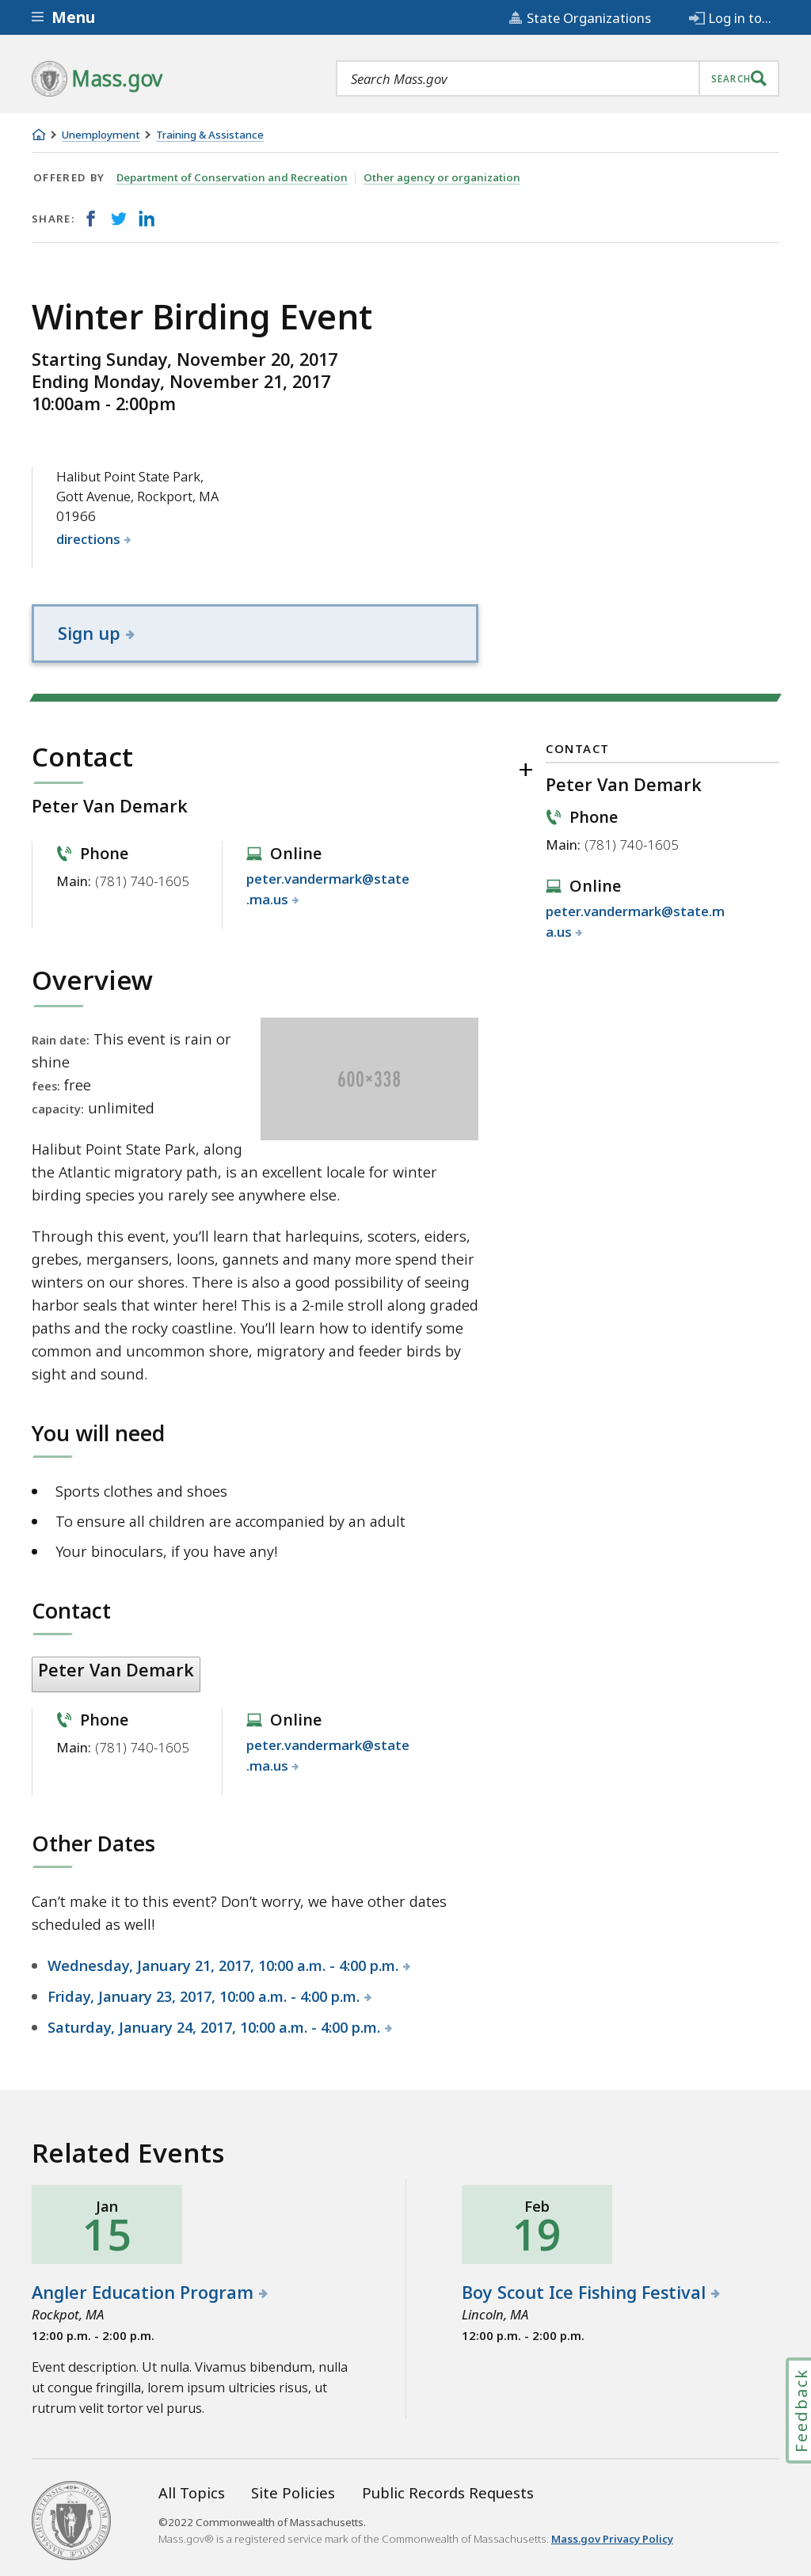 Menu
State Organizations
Log in to...
Mass.gov
Search Mass.gov
SEARCH
Unemployment
Training & Assistance
OFFERED BY
Department of Conservation and Recreation
Other agency or organization
SHARE:
Winter Birding Event
Starting Sunday, November 20, 2017
Ending Monday, November 21, 2017
10:00am - 2:00pm
Halibut Point State Park,
Gott Avenue, Rockport, MA
01966
directions
Sign up
Contact
Peter Van Demark
Phone
Main: (781) 740-1605
Online
peter.vandermark@state
.ma.us
CONTACT
+
Peter Van Demark
Phone
Main: (781) 740-1605
Online
peter.vandermark@state.m
a.us
Overview
Rain date: This event is rain or
shine
fees: free
capacity: unlimited
600×338
Halibut Point State Park, along
the Atlantic migratory path, is an excellent locale for winter
birding species you rarely see anywhere else.
Through this event, you’ll learn that harlequins, scoters, eiders,
grebes, mergansers, loons, gannets and many more spend their
winters on our shores. There is also a good possibility of seeing
harbor seals that winter here! This is a 2-mile stroll along graded
paths and the rocky coastline. You’ll learn how to identify some
common and uncommon shore, migratory and feeder birds by
sight and sound.
You will need
Sports clothes and shoes
To ensure all children are accompanied by an adult
Your binoculars, if you have any!
Contact
Peter Van Demark
Phone
Main: (781) 740-1605
Online
peter.vandermark@state
.ma.us
Other Dates
Can’t make it to this event? Don’t worry, we have other dates
scheduled as well!
Wednesday, January 21, 2017, 10:00 a.m. - 4:00 p.m.
Friday, January 23, 2017, 10:00 a.m. - 4:00 p.m.
Saturday, January 24, 2017, 10:00 a.m. - 4:00 p.m.
Related Events
Jan
15
Angler Education Program
Rockpot, MA
12:00 p.m. - 2:00 p.m.
Event description. Ut nulla. Vivamus bibendum, nulla
ut congue fringilla, lorem ipsum ultricies risus, ut
rutrum velit tortor vel purus.
Feb
19
Boy Scout Ice Fishing Festival
Lincoln, MA
12:00 p.m. - 2:00 p.m.
Feedback
All Topics
Site Policies
Public Records Requests
©2022 Commonwealth of Massachusetts.
Mass.gov® is a registered service mark of the Commonwealth of Massachusetts. Mass.gov Privacy Policy